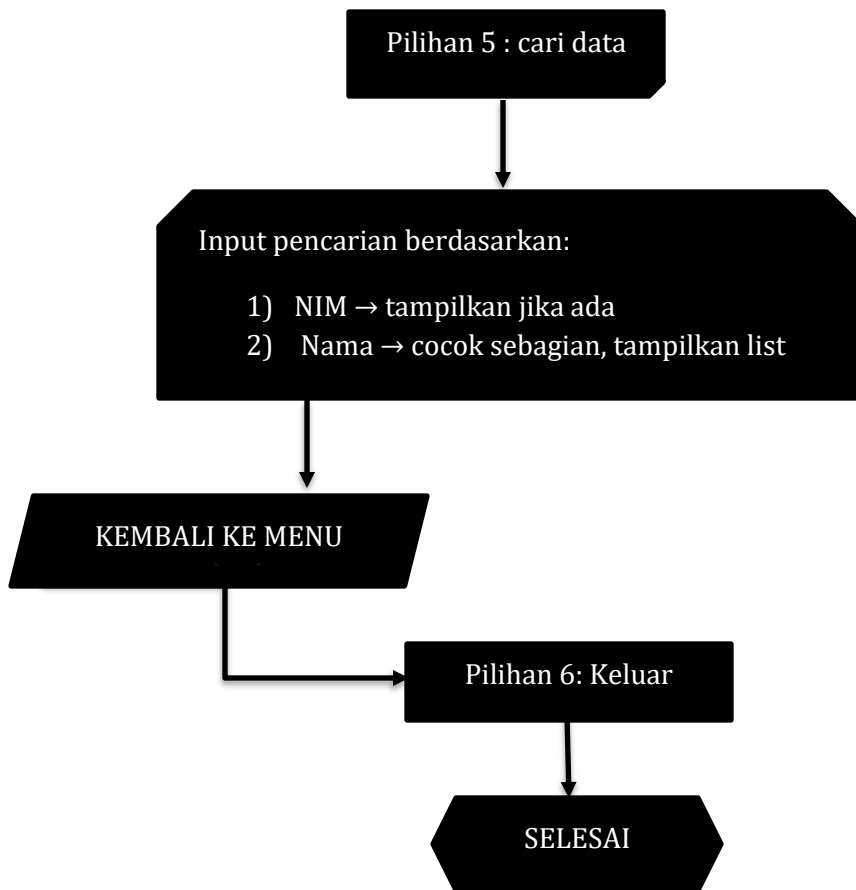 Pilihan 5 : cari data
Input pencarian berdasarkan:
1) NIM → tampilkan jika ada
2) Nama → cocok sebagian, tampilkan list
KEMBALI KE MENU
Pilihan 6: Keluar
SELESAI